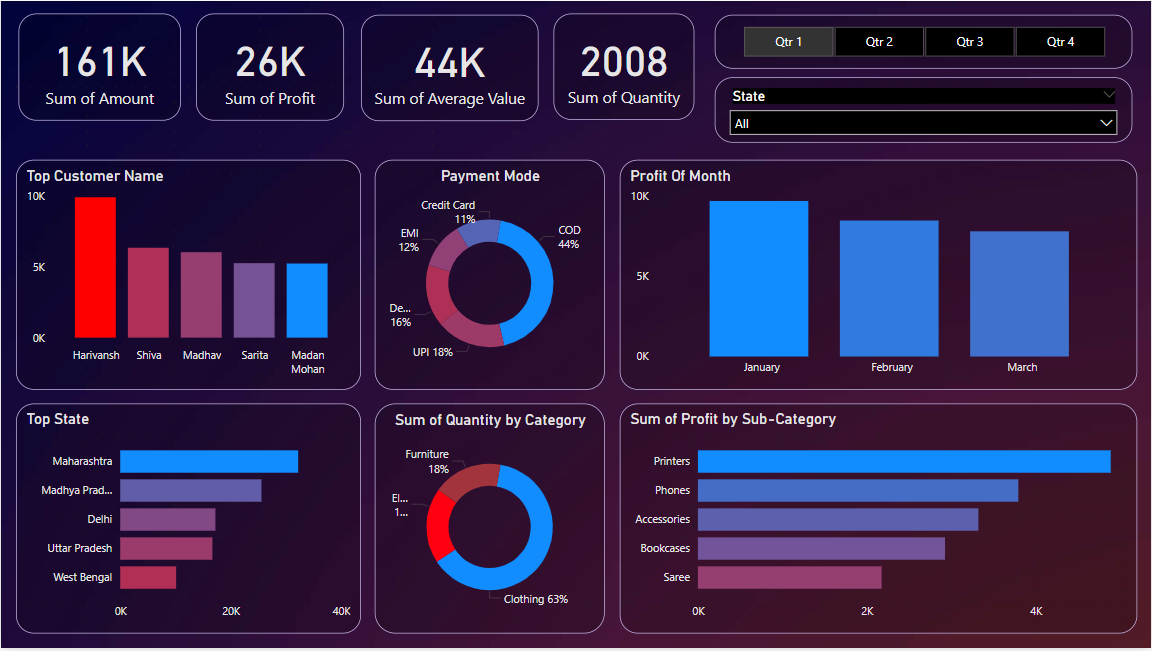 161K
Sum of Amount
26K
Sum of Profit
44K
Sum of Average Value
2008
Sum of Quantity
Qtr 1
Qtr 2
Qtr 3
Qtr 4
State
All
Top Customer Name
10K
5K
0K
Harivansh
Shiva
Madhav
Sarita
Madan
Mohan
Payment Mode
Credit Card
11%
COD
44%
EMI
12%
De...
16%
UPI 18%
Profit Of Month
10K
5K
0K
January
February
March
Top State
Maharashtra
Madhya Prad...
Delhi
Uttar Pradesh
West Bengal
0K
20K
40K
Sum of Quantity by Category
Furniture
18%
El...
1...
Clothing 63%
Sum of Profit by Sub-Category
Printers
Phones
Accessories
Bookcases
Saree
0K
2K
4K